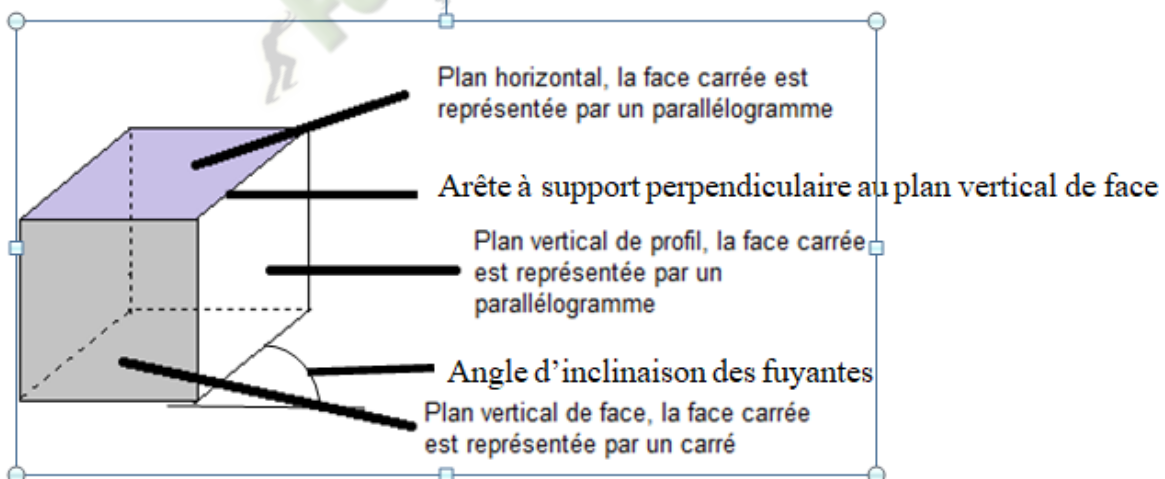 Plan horizontal, la face carrée est
représentée par un parallélogramme
Arête à support perpendiculaire au plan vertical de face
Plan vertical de profil, la face carrée
est représentée par un
parallélogramme
Angle d’inclinaison des fuyantes
Plan vertical de face, la face carrée
est représentée par un carré